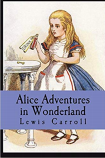 Alice Adventures
in Wonderland
Lewis Carroll